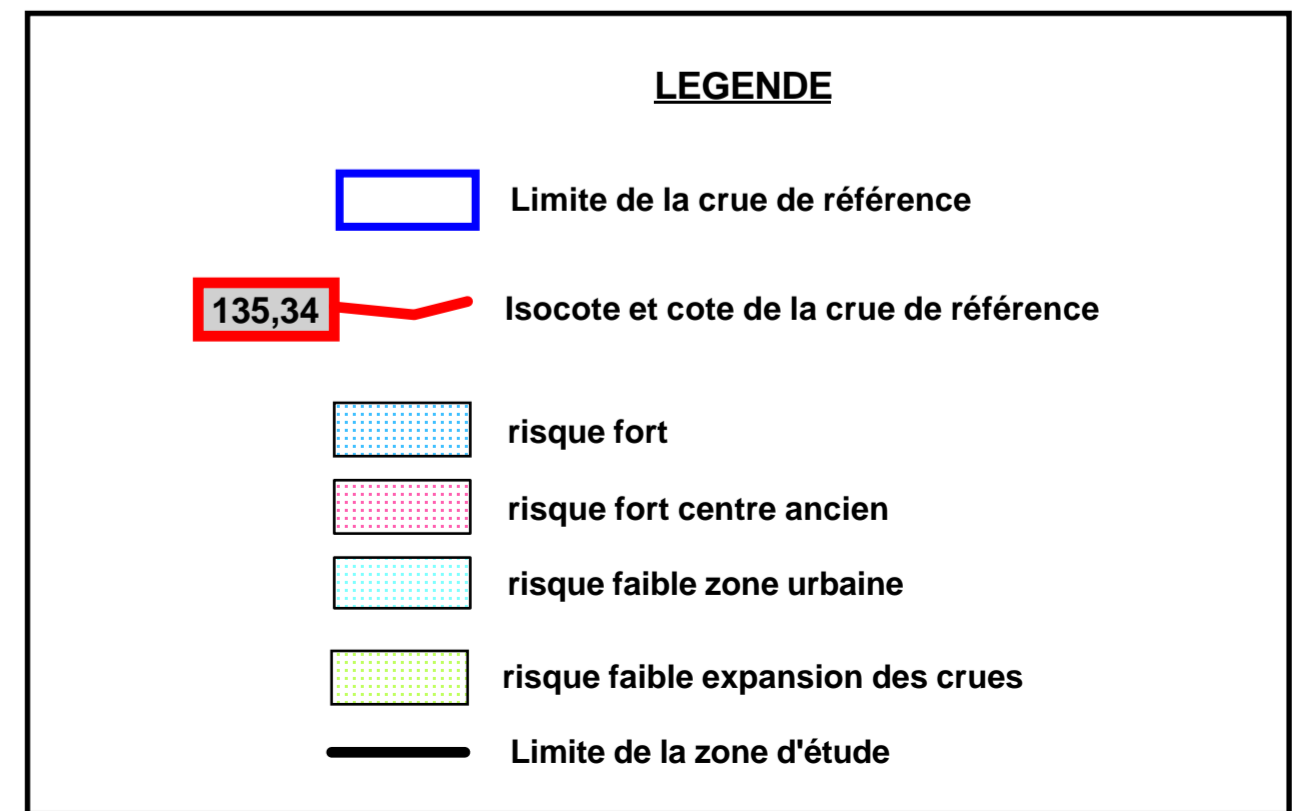 LEGENDE
Limite de la crue de référence
135,34 Isocote et cote de la crue de référence
risque fort
risque fort centre ancien
risque faible zone urbaine
risque faible expansion des crues
Limite de la zone d'étude